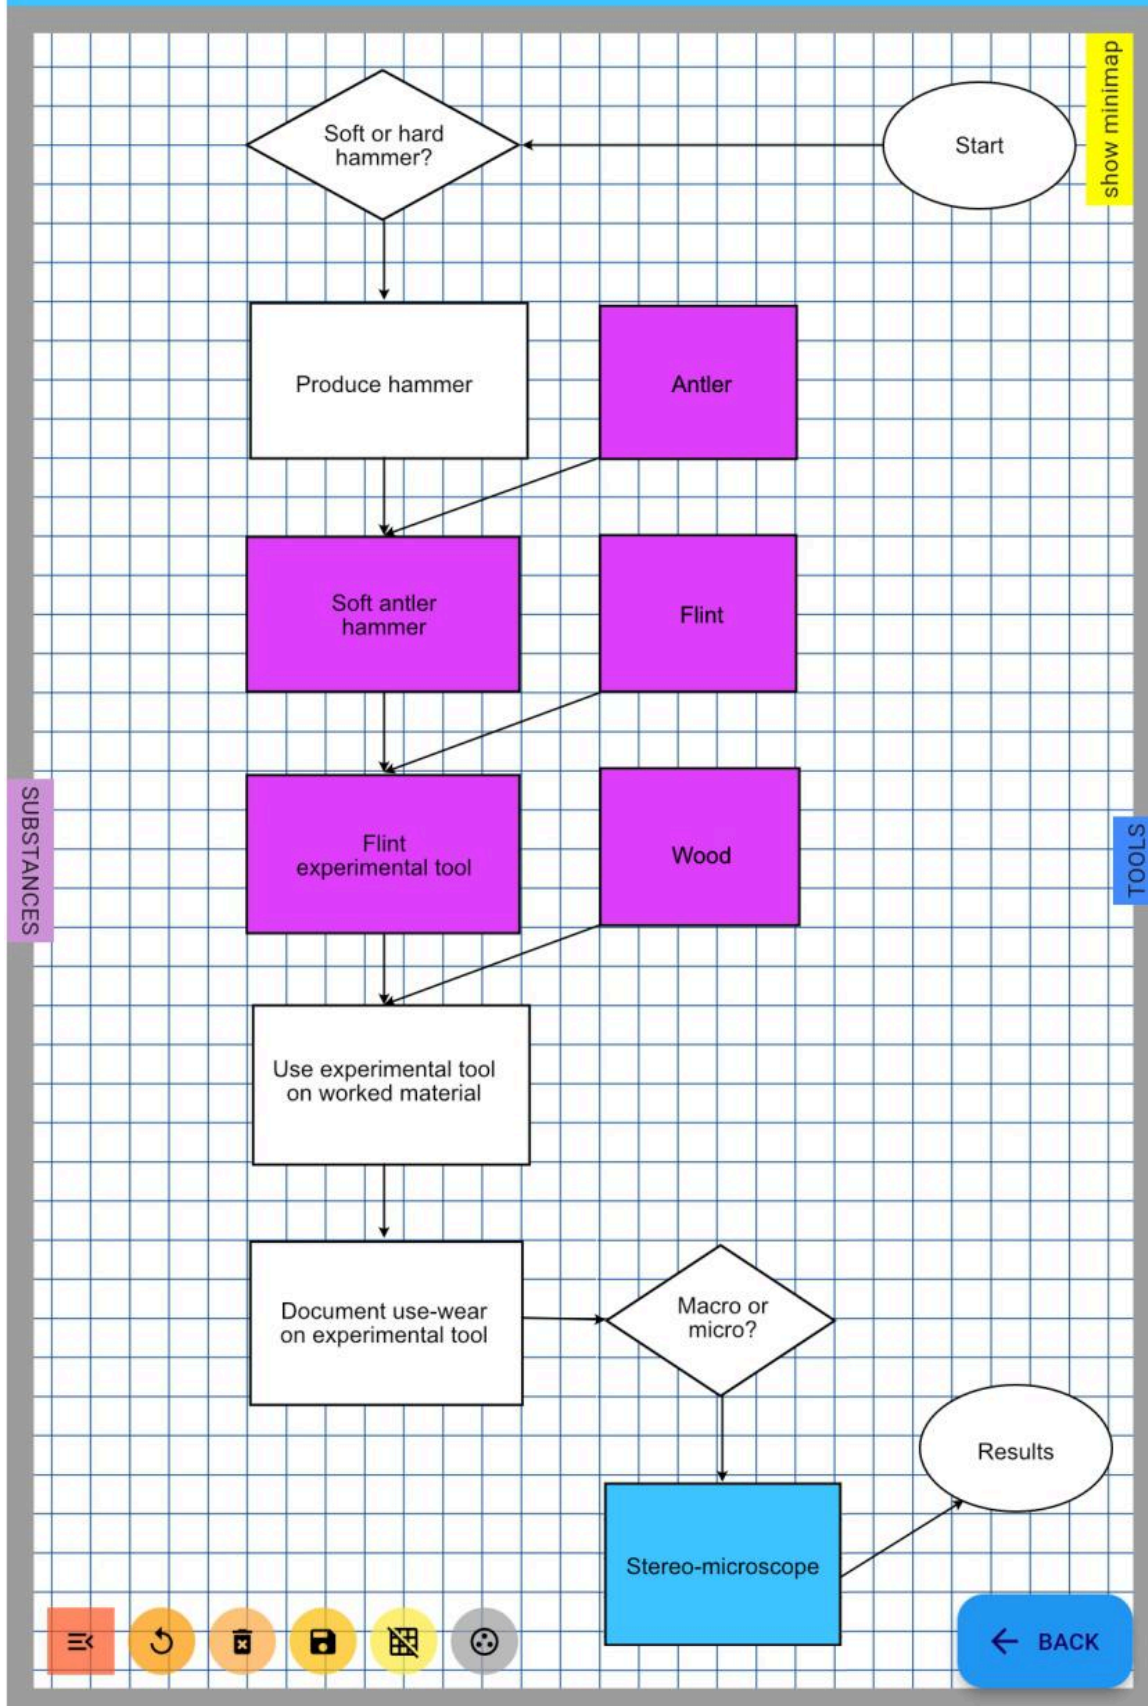 Soft or hard
hammer?
Start
show minimap
Produce hammer
Antler
Soft antler
hammer
Flint
SUBSTANCES
Flint
experimental tool
Wood
TOOLS
Use experimental tool
on worked material
Document use-wear
on experimental tool
Macro or
micro?
Results
Stereo-microscope
BACK